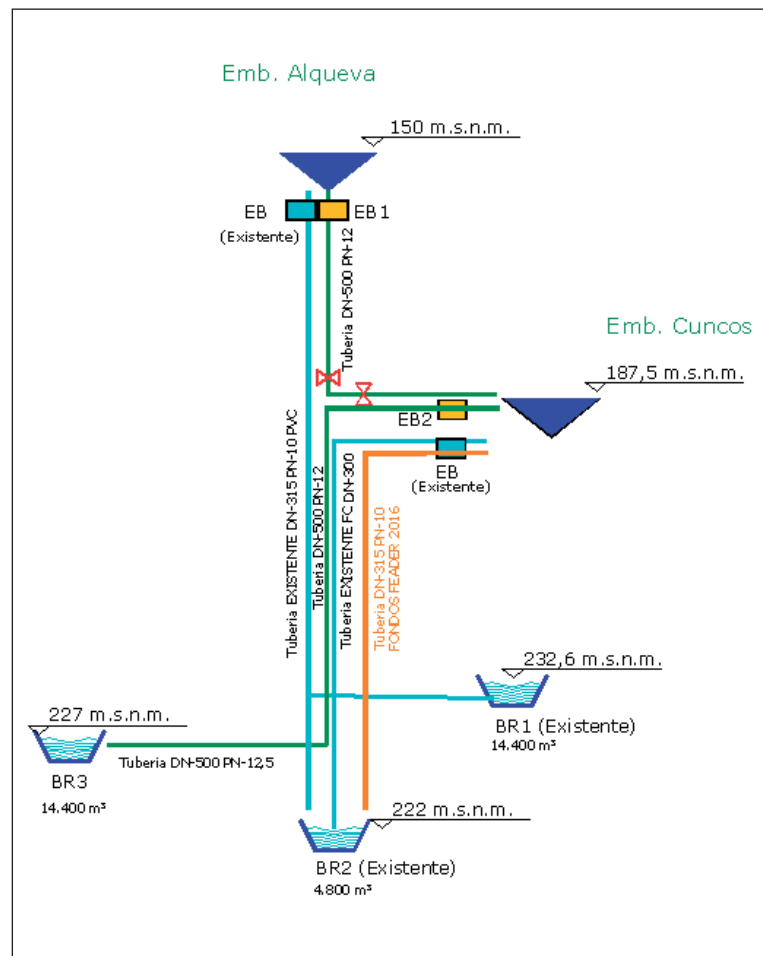 Emb. Alqueva
150 m.s.n.m.
EB
(Existente)
EB1
Tuberia DN-500 PN-12
Emb. Cuncos
187,5 m.s.n.m.
EB2
EB
(Existente)
Tuberia EXISTENTE DN-315 PN-10 PVC
Tuberia DN-500 PN-12
Tuberia EXISTENTE FC DN-300
Tuberia DN-315 PN-10
FONDOS FEADER 2016
232,6 m.s.n.m.
BR1 (Existente)
14.400 m³
227 m.s.n.m.
Tuberia DN-500 PN-12,5
BR3
14.400 m³
222 m.s.n.m.
BR2 (Existente)
4.800 m³